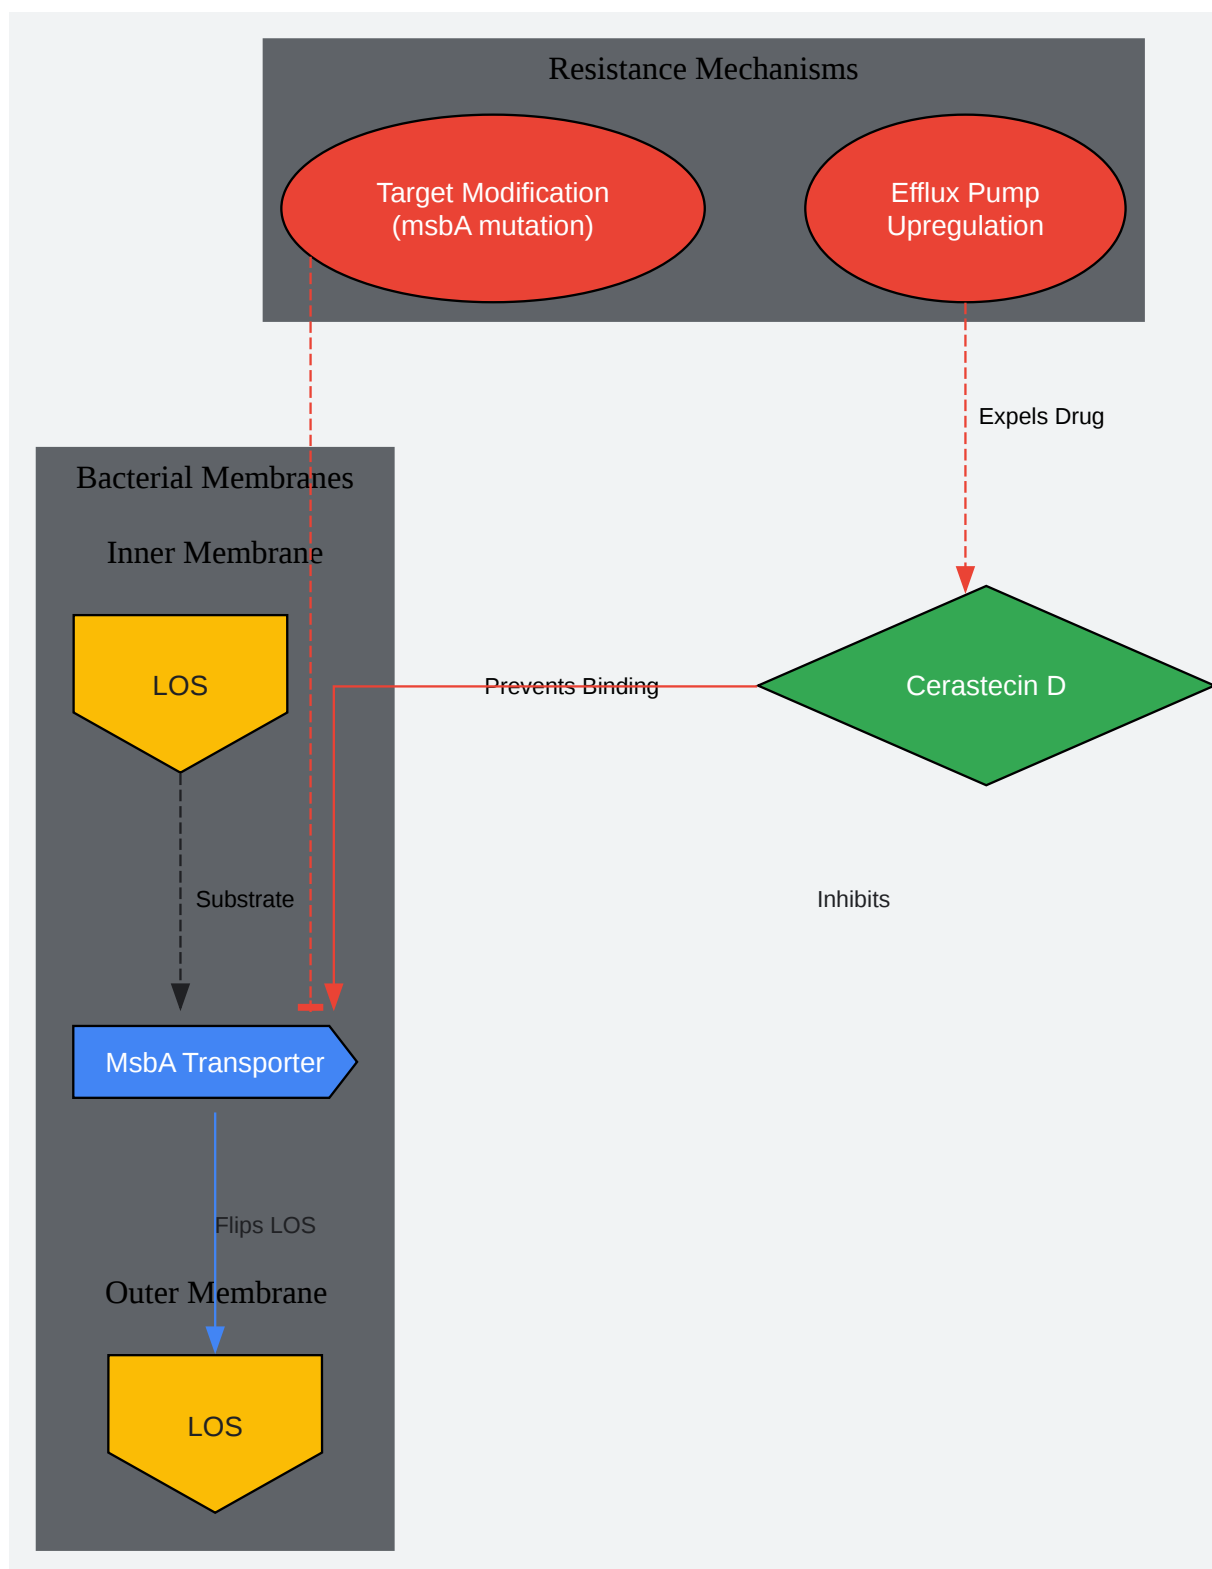 Resistance Mechanisms
Target Modification
(msbA mutation)
Efflux Pump
Upregulation
Expels Drug
Bacterial Membranes
Inner Membrane
LOS
Prevents Binding
Cerastecin D
Substrate
Inhibits
MsbA Transporter
Flips LOS
Outer Membrane
LOS